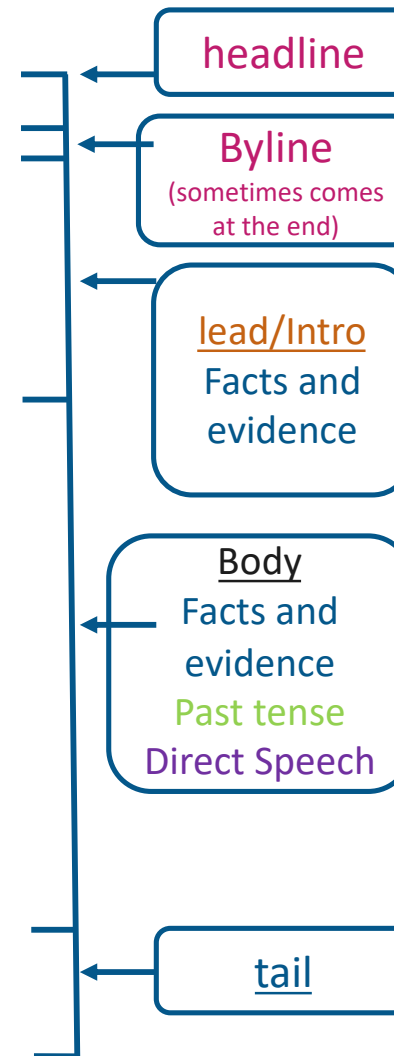 headline
Byline
(sometimes comes
at the end)
lead/Intro
Facts and
evidence
Body
Facts and
evidence
Past tense
Direct Speech
tail